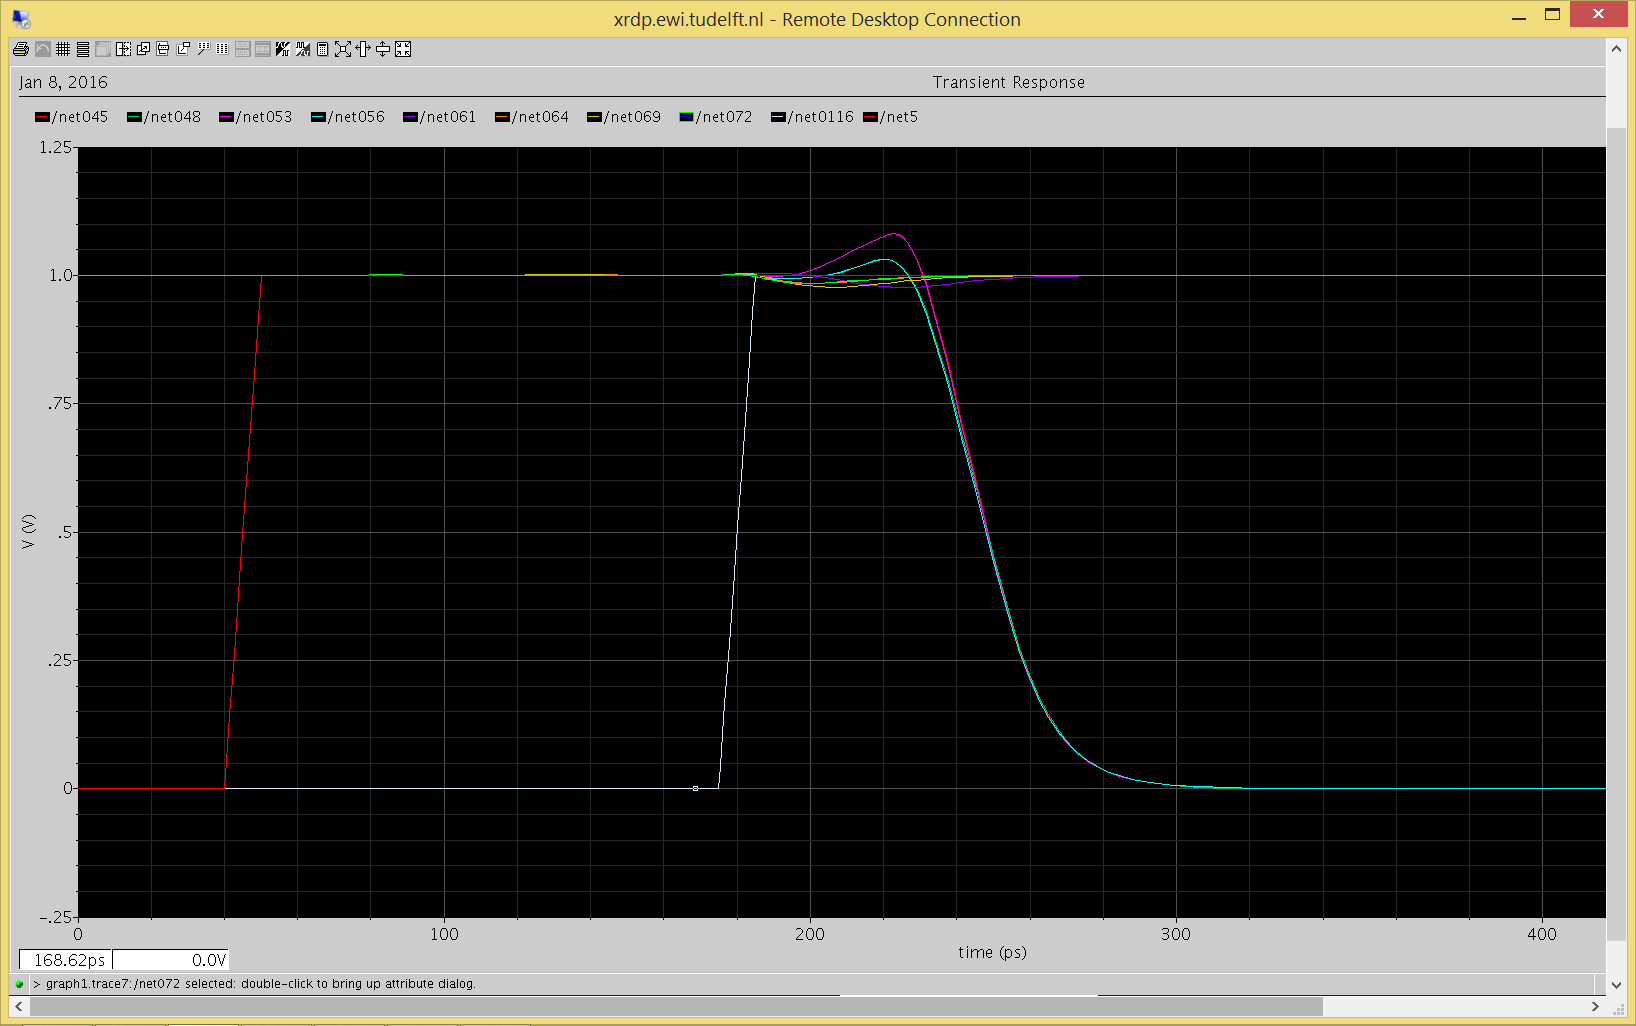 xrdp.ewi.tudelft.nl - Remote Desktop Connection
Jan 8, 2016
Transient Response
/net045 /net048 /net053 /net056 /net061 /net064 /net069 /net072 /net0116 /net5
1.25
1.0
.75
.5
.25
0
-.25
V (V)
0 100 200 300 400
time (ps)
168.62ps 0.0V
> graph1.trace7:/net072 selected: double-click to bring up attribute dialog.